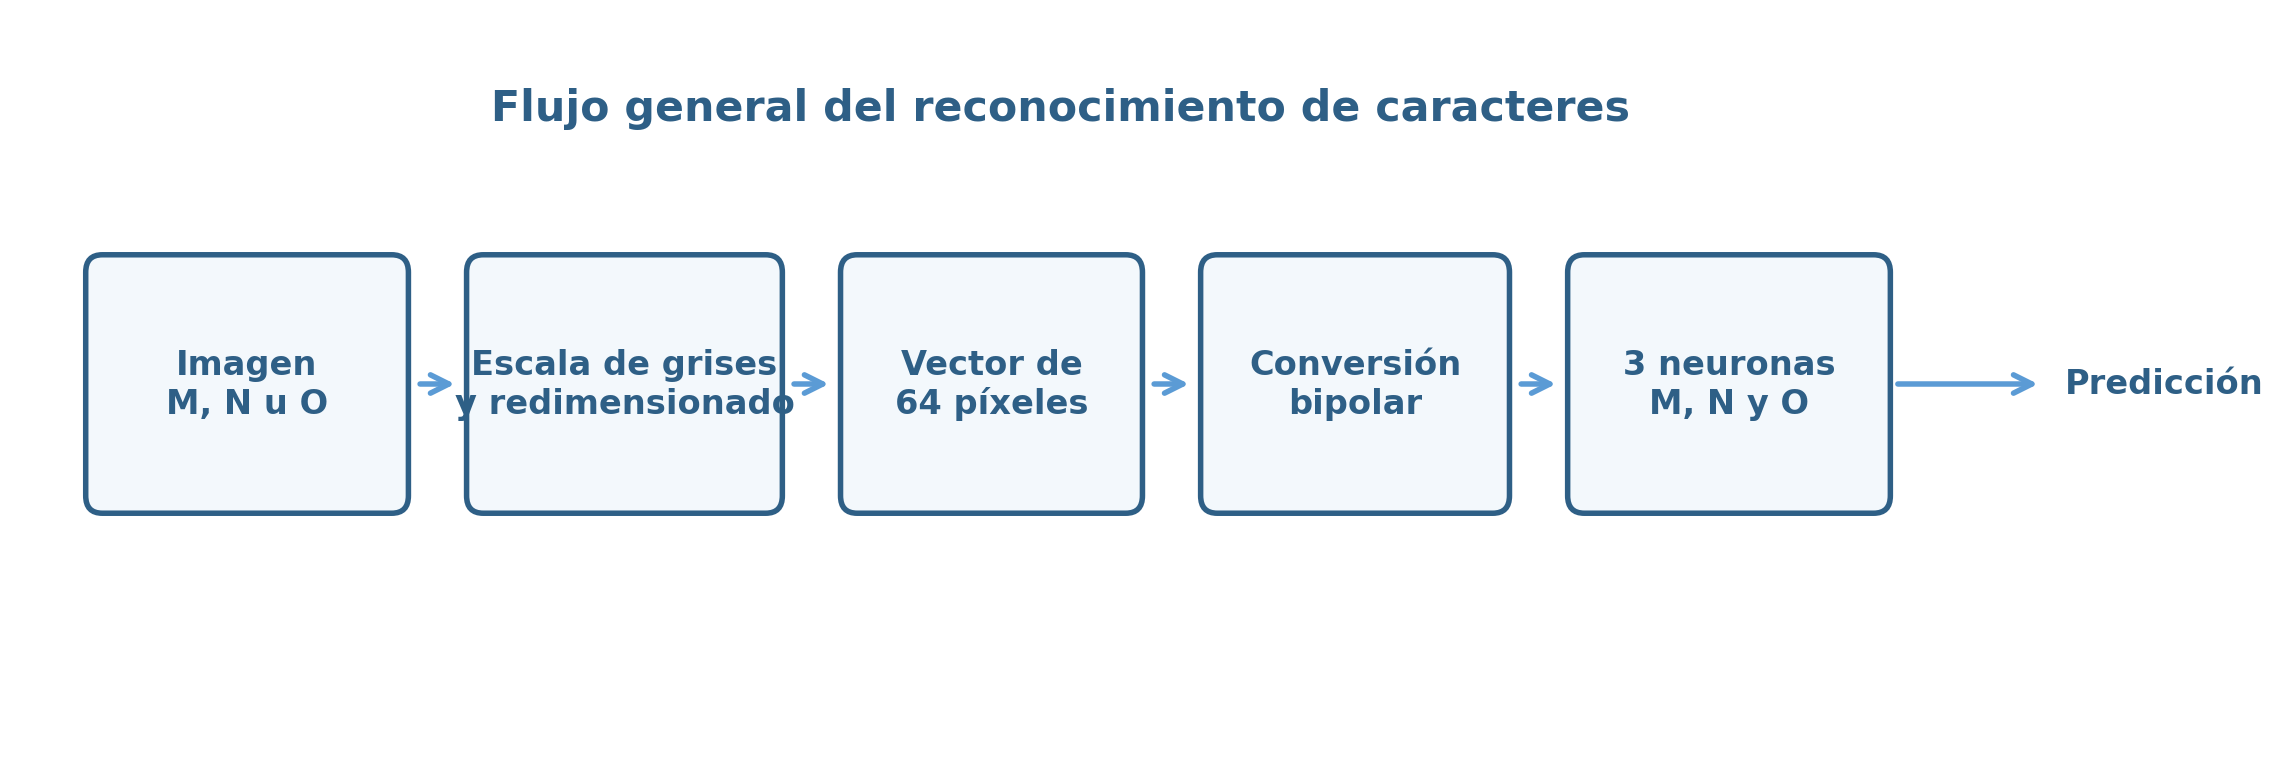 Flujo general del reconocimiento de caracteres
Imagen
M, N u O
Escala de grises
y redimensionado
Vector de
64 píxeles
Conversión
bipolar
3 neuronas
M, N y O
Predicción